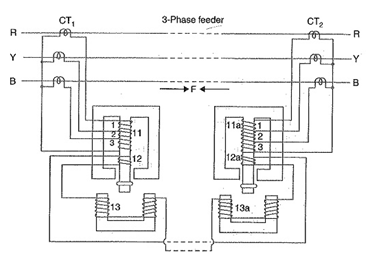 CT1 3-Phase feeder CT2
R R
Y Y
B B
F
1 11 11a 1
2 2
3 3
12 12a
13 13a